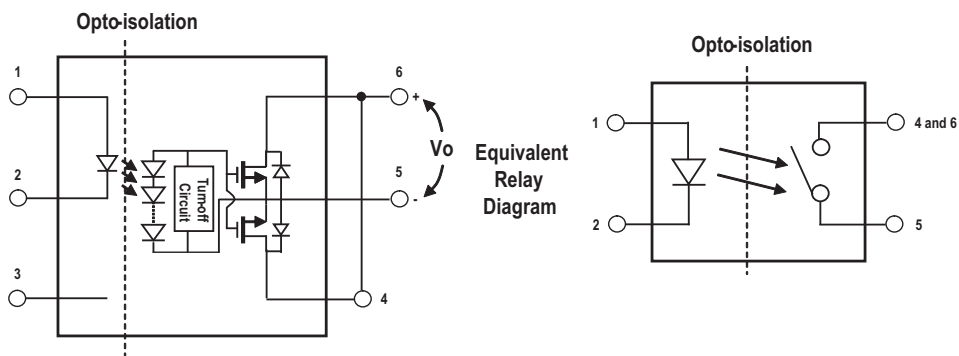 Opto-isolation
1
2
3
Turn-off
Circuit
6
+
Vo
5
-
4
Equivalent
Relay
Diagram
Opto-isolation
1
2
4 and 6
5